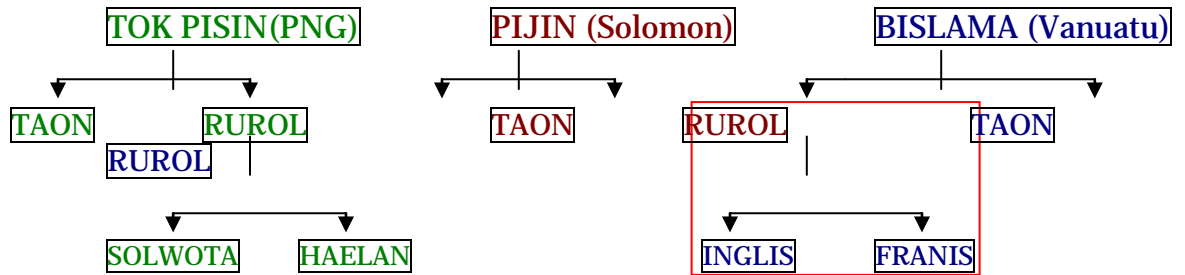 TOK PISIN(PNG) PIJIN (Solomon) BISLAMA (Vanuatu)
TAON RUROL TAON RUROL TAON
RUROL
SOLWOTA HAELAN INGLIS FRANIS